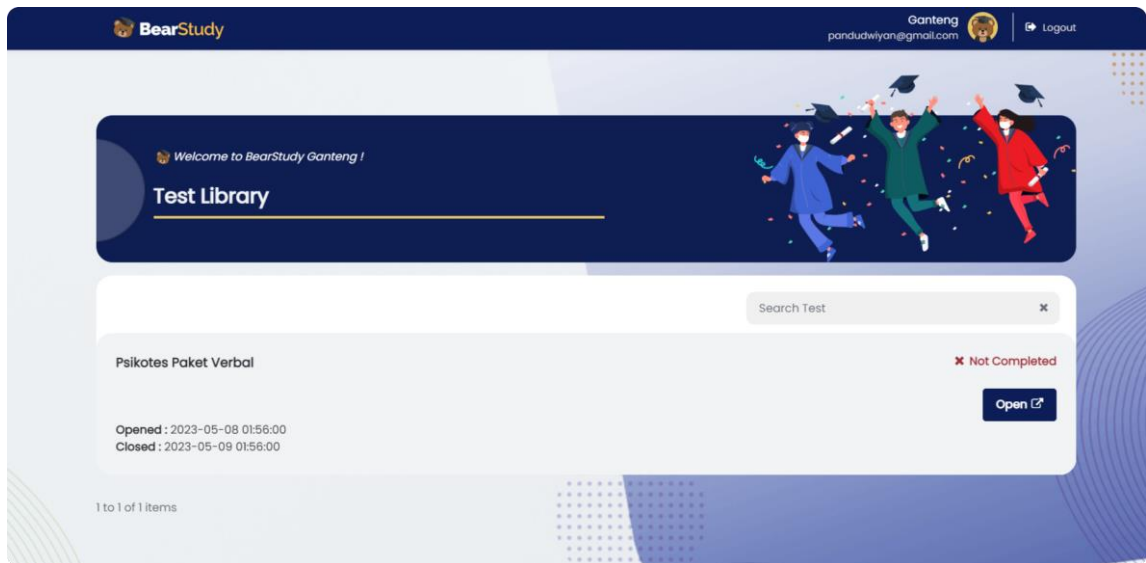 BearStudy
Ganteng
pandudwiyan@gmail.com
Logout
Welcome to BearStudy Ganteng !
Test Library
Search Test
Psikotes Paket Verbal
Not Completed
Open
Opened : 2023-05-08 01:56:00
Closed : 2023-05-09 01:56:00
1 to 1 of 1 items